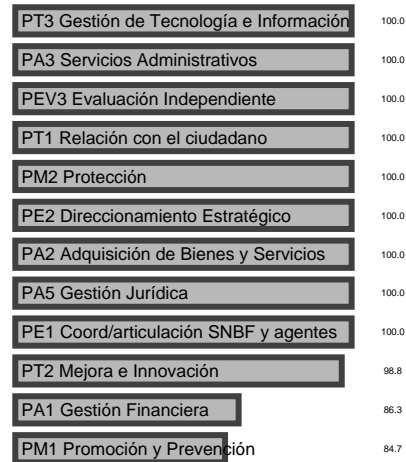 PT3 Gestión de Tecnología e Información 100.0
PA3 Servicios Administrativos 100.0
PEV3 Evaluación Independiente 100.0
PT1 Relación con el ciudadano 100.0
PM2 Protección 100.0
PE2 Direccionamiento Estratégico 100.0
PA2 Adquisición de Bienes y Servicios 100.0
PA5 Gestión Jurídica 100.0
PE1 Coord/articulación SNBF y agentes 100.0
PT2 Mejora e Innovación 98.8
PA1 Gestión Financiera 86.3
PM1 Promoción y Prevención 84.7